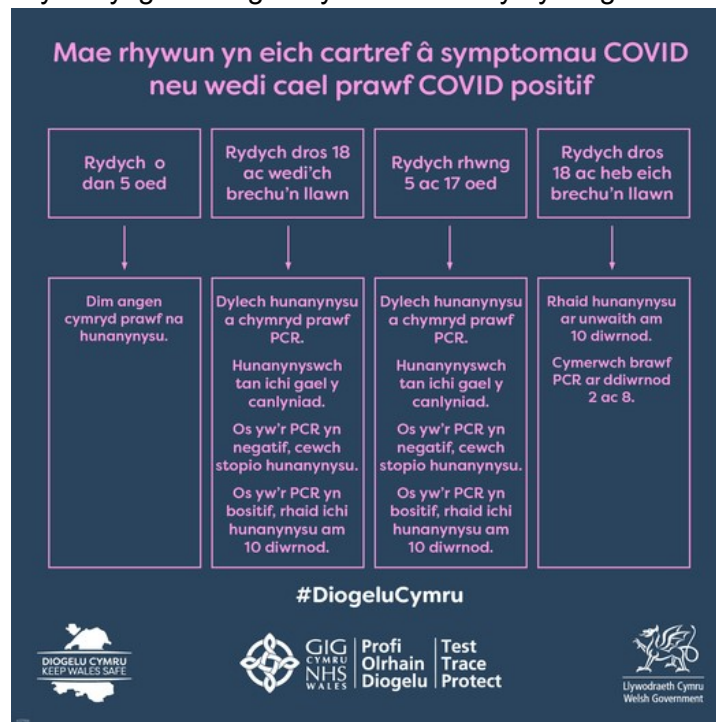 Mae rhywun yn eich cartref â symptomau COVID
neu wedi cael prawf COVID positif
Rydych o
dan 5 oed
Dim angen
cymryd prawf na
hunanynysu.
Rydych dros 18
ac wedi'ch
brechu'n llawn
Dylech hunanynysu
a chymryd prawf
PCR.
Hunanynyswch
tan ichi gael y
canlyniad.
Os yw'r PCR yn
negatif, cewch
stopio hunanynysu.
Os yw'r PCR yn
bositif, rhaid ichi
hunanynysu am
10 diwrnod.
Rydych rhwng
5 ac 17 oed
Dylech hunanynysu
a chymryd prawf
PCR.
Hunanynyswch
tan ichi gael y
canlyniad.
Os yw'r PCR yn
negatif, cewch
stopio hunanynysu.
Os yw'r PCR yn
bositif, rhaid ichi
hunanynysu am
10 diwrnod.
Rydych dros
18 ac heb eich
brechu'n llawn
Rhaid hunanynysu
ar unwaith am
10 diwrnod.
Cymerwch brawf
PCR ar ddiwrnod
2 ac 8.
#DiogeluCymru
DIOGELU CYMRU
KEEP WALES SAFE
GIG
CYMRU
NHS
WALES
Profi
Olrhain
Diogelu
Test
Trace
Protect
Llywodraeth Cymru
Welsh Government